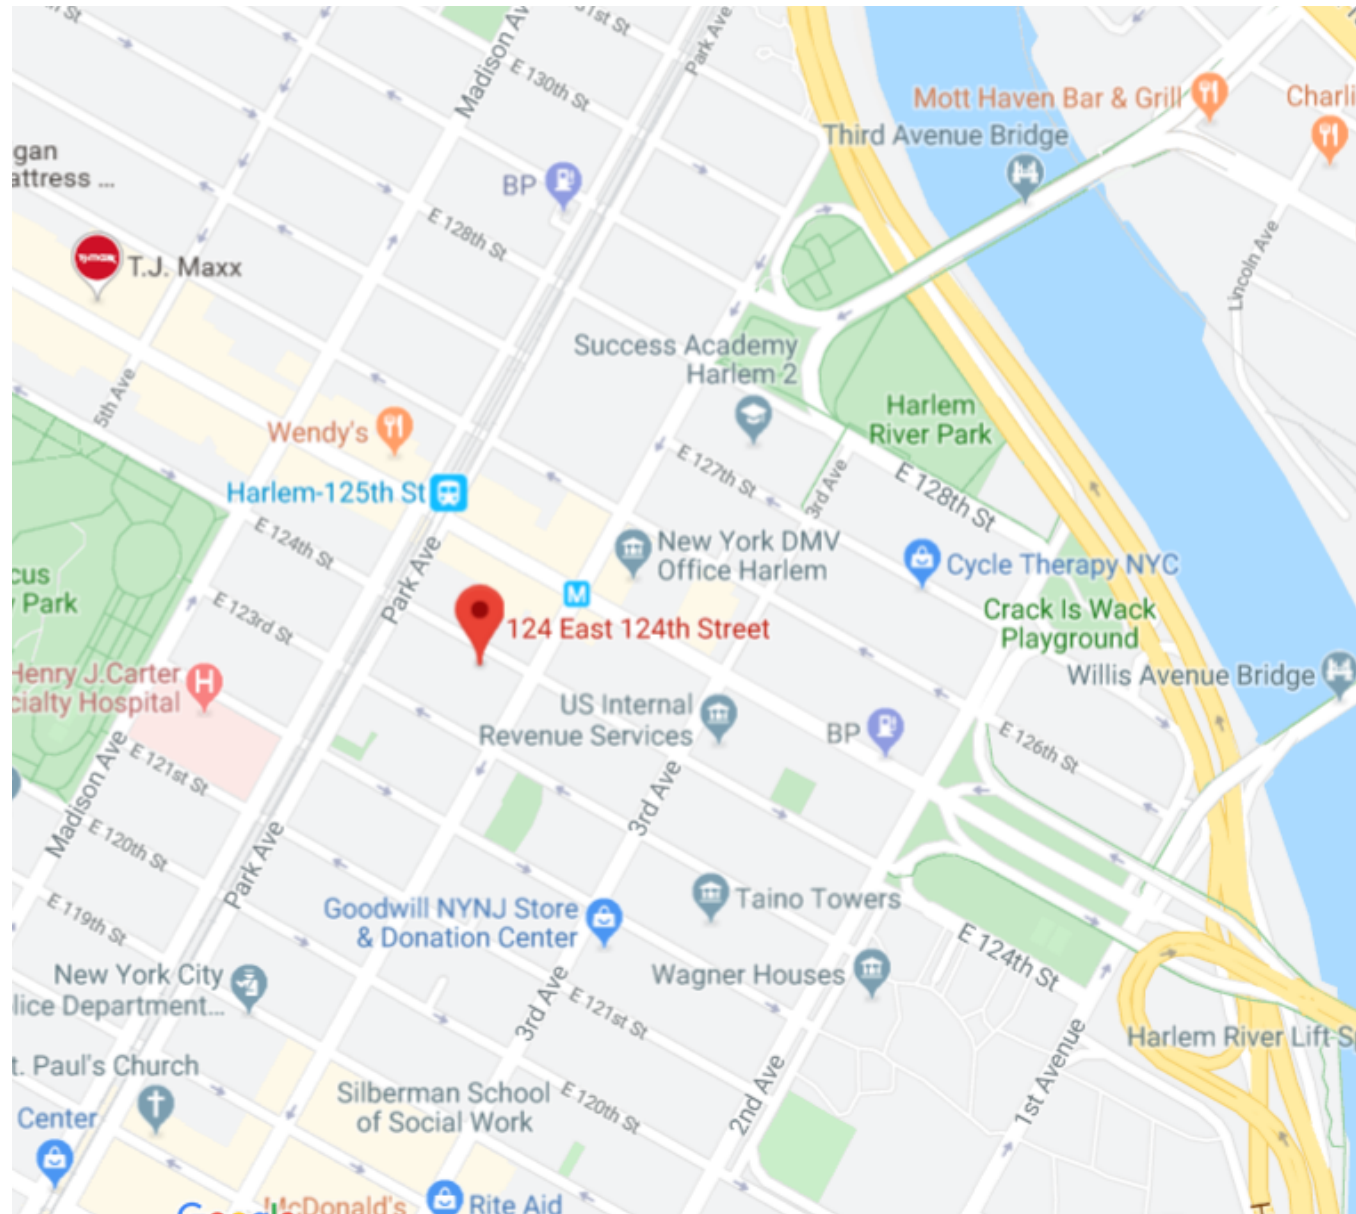 31st St
Park Ave
Madison Av
E 130th St
Mott Haven Bar & Grill
Charli
Third Avenue Bridge
gan
attress ...
BP
E 128th St
Lincoln Ave
T.J. Maxx
Success Academy
Harlem 2
5th Ave
Harlem
River Park
Wendy's
E 127th St
3rd Ave
E 128th St
Harlem-125th St
E 124th St
New York DMV
Office Harlem
Cycle Therapy NYC
cus
Park
Park Ave
M
E 123rd St
124 East 124th Street
Crack Is Wack
Playground
Henry J.Carter
cialty Hospital
H
Willis Avenue Bridge
US Internal
Revenue Services
BP
E 126th St
E 121st St
Madison Ave
3rd Ave
E 120th St
Park Ave
Taino Towers
E 119th St
Goodwill NYNJ Store
& Donation Center
E 124th St
New York City
lice Department...
Wagner Houses
E 121st St
3rd Ave
Harlem River Lift S
t. Paul's Church
1st Avenue
Silberman School
of Social Work
E 120th St
2nd Ave
Center
McDonald's
Rite Aid